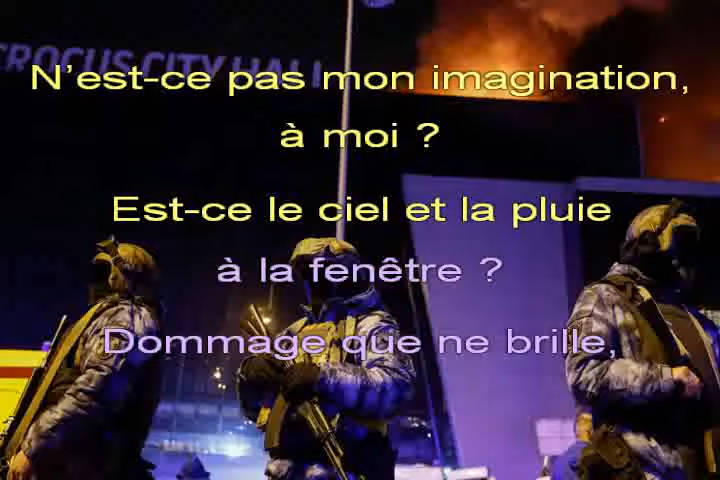 CROCUS CITY HALL
N'est-ce pas mon imagination,
à moi ?
Est-ce le ciel et la pluie
à la fenêtre ?
Dommage que ne brille,